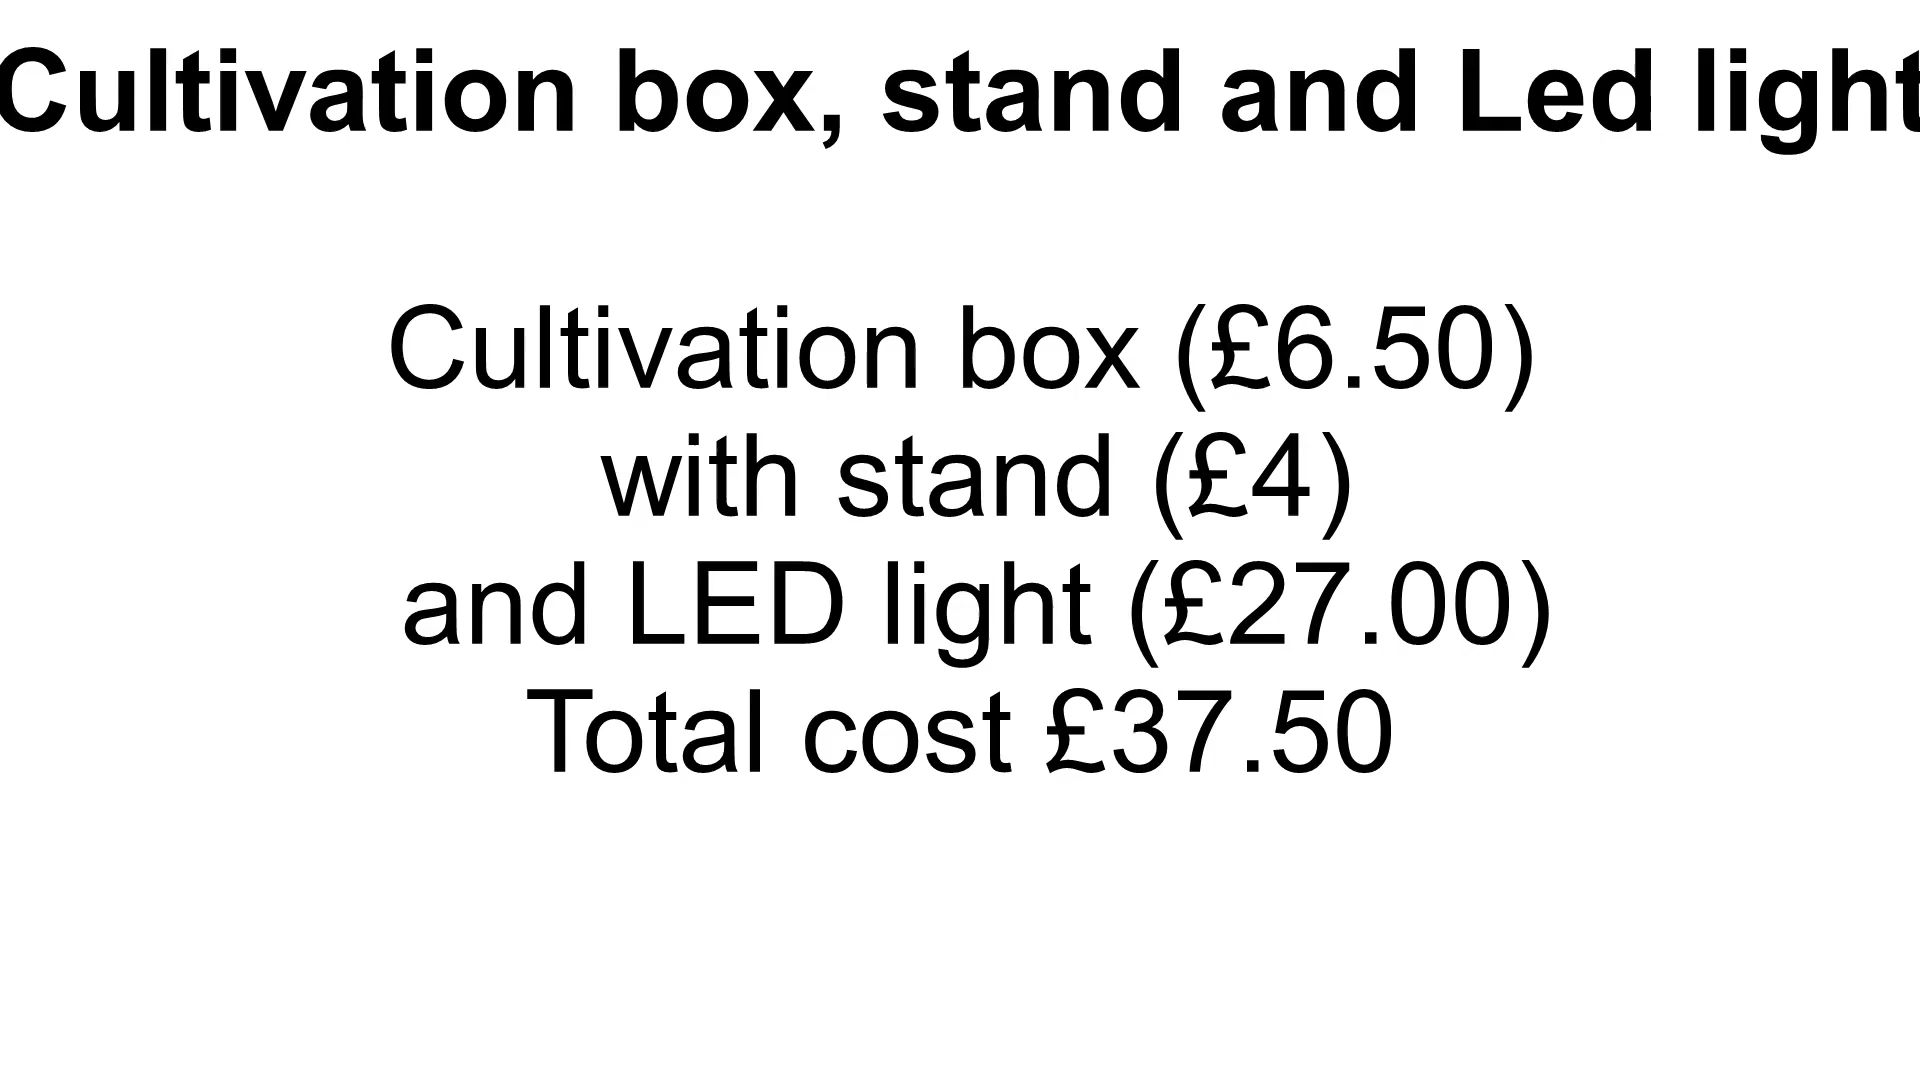 Cultivation box, stand and Led light
Cultivation box (£6.50)
with stand (£4)
and LED light (£27.00)
Total cost £37.50